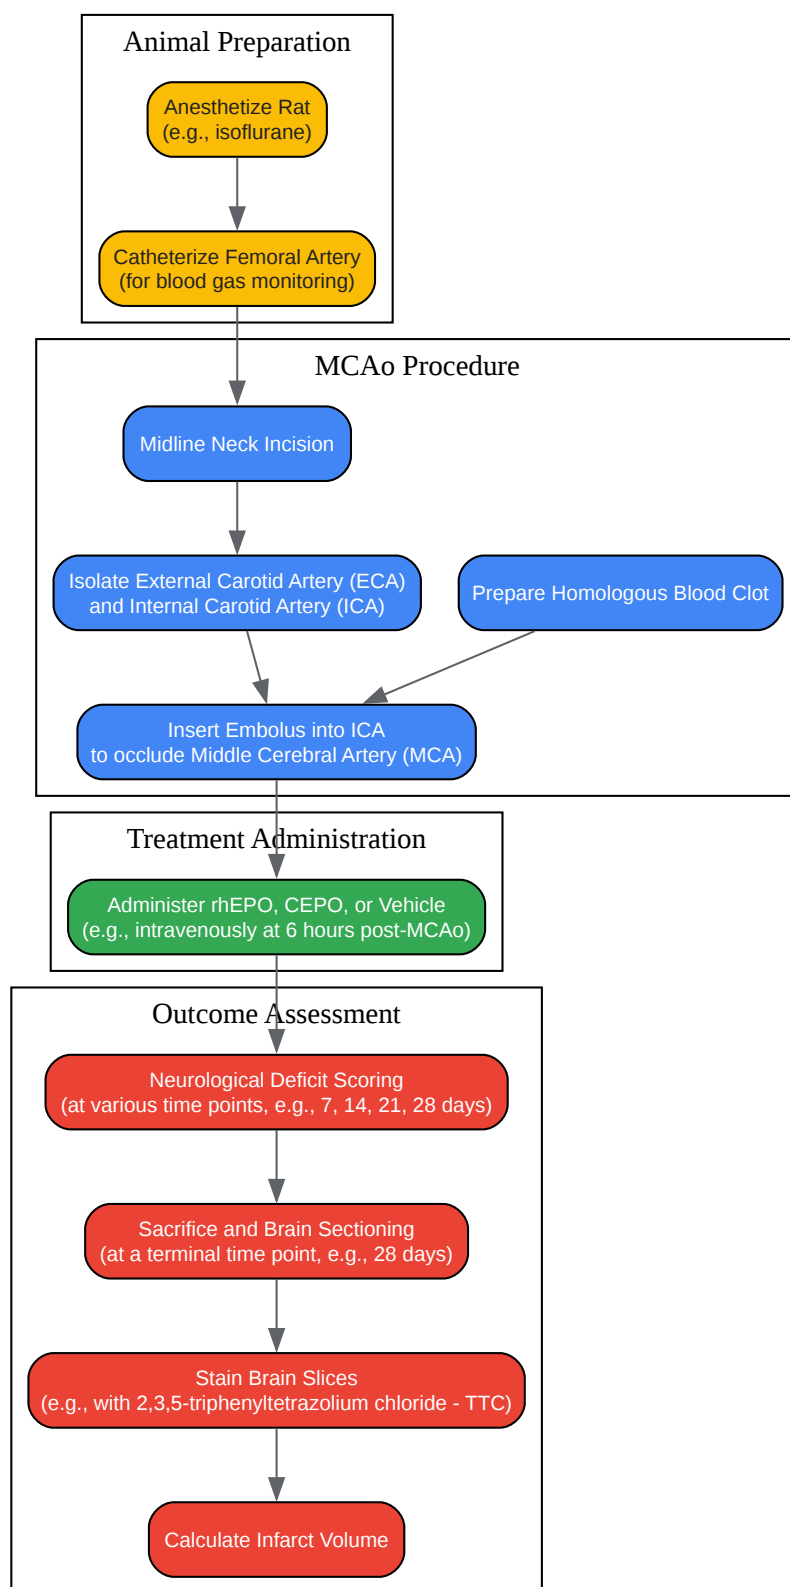 Animal Preparation
Anesthetize Rat
(e.g., isoflurane)
Catheterize Femoral Artery
(for blood gas monitoring)
MCAo Procedure
Midline Neck Incision
Isolate External Carotid Artery (ECA)
and Internal Carotid Artery (ICA)
Prepare Homologous Blood Clot
Insert Embolus into ICA
to occlude Middle Cerebral Artery (MCA)
Treatment Administration
Administer rhEPO, CEPO, or Vehicle
(e.g., intravenously at 6 hours post-MCAo)
Outcome Assessment
Neurological Deficit Scoring
(at various time points, e.g., 7, 14, 21, 28 days)
Sacrifice and Brain Sectioning
(at a terminal time point, e.g., 28 days)
Stain Brain Slices
(e.g., with 2,3,5-triphenyltetrazolium chloride - TTC)
Calculate Infarct Volume